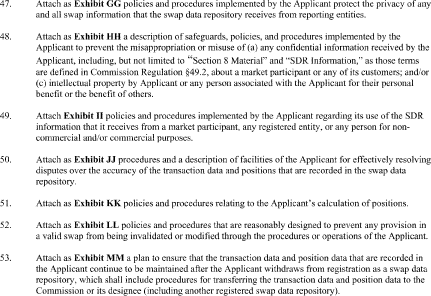 47. Attach as Exhibit GG policies and procedures implemented by the Applicant protect the privacy of any
and all swap information that the swap data repository receives from reporting entities.
48. Attach as Exhibit HH a description of safeguards, policies, and procedures implemented by the
Applicant to prevent the misappropriation or misuse of (a) any confidential information received by the
Applicant, including, but not limited to “Section 8 Material” and “SDR Information,” as those terms
are defined in Commission Regulation §49.2, about a market participant or any of its customers; and/or
(c) intellectual property by Applicant or any person associated with the Applicant for their personal
benefit or the benefit of others.
49. Attach Exhibit II policies and procedures implemented by the Applicant regarding its use of the SDR
information that it receives from a market participant, any registered entity, or any person for non-
commercial and/or commercial purposes.
50. Attach as Exhibit JJ procedures and a description of facilities of the Applicant for effectively resolving
disputes over the accuracy of the transaction data and positions that are recorded in the swap data
repository.
51. Attach as Exhibit KK policies and procedures relating to the Applicant’s calculation of positions.
52. Attach as Exhibit LL policies and procedures that are reasonably designed to prevent any provision in
a valid swap from being invalidated or modified through the procedures or operations of the Applicant.
53. Attach as Exhibit MM a plan to ensure that the transaction data and position data that are recorded in
the Applicant continue to be maintained after the Applicant withdraws from registration as a swap data
repository, which shall include procedures for transferring the transaction data and position data to the
Commission or its designee (including another registered swap data repository).